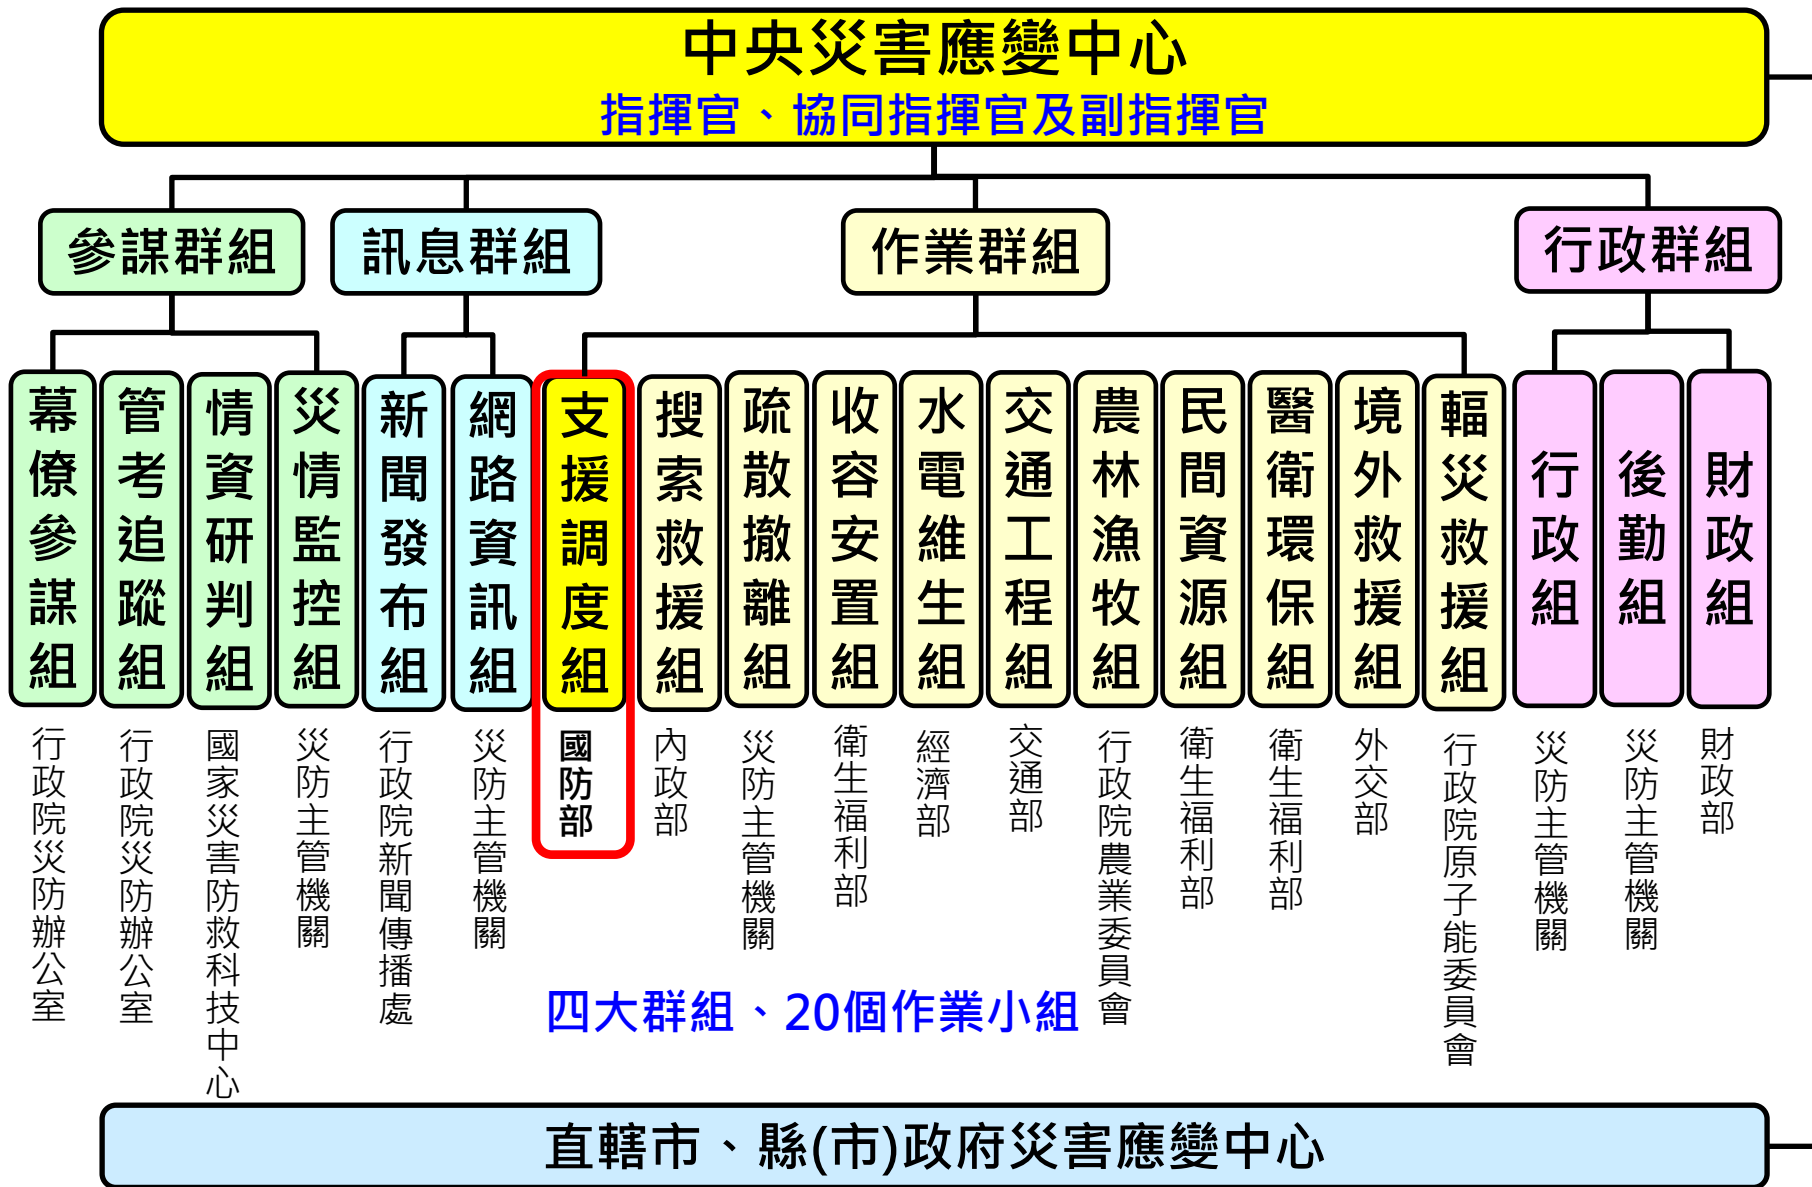 中央災害應變中心
指揮官、協同指揮官及副指揮官
參謀群組
訊息群組
作業群組
行政群組
幕僚參謀組
管考追蹤組
情資研判組
災情監控組
新聞發布組
網路資訊組
支援調度組
搜索救援組
疏散撤離組
收容安置組
水電維生組
交通工程組
農林漁牧組
民間資源組
醫衛環保組
境外救援組
輻災救援組
行政組
後勤組
財政組
行政院災防辦公室
行政院災防辦公室
國家災害防救科技中心
災防主管機關
行政院新聞傳播處
災防主管機關
國防部
內政部
災防主管機關
衛生福利部
經濟部
交通部
行政院農業委員會
衛生福利部
衛生福利部
外交部
行政院原子能委員會
災防主管機關
災防主管機關
財政部
四大群組、20個作業小組
直轄市、縣(市)政府災害應變中心